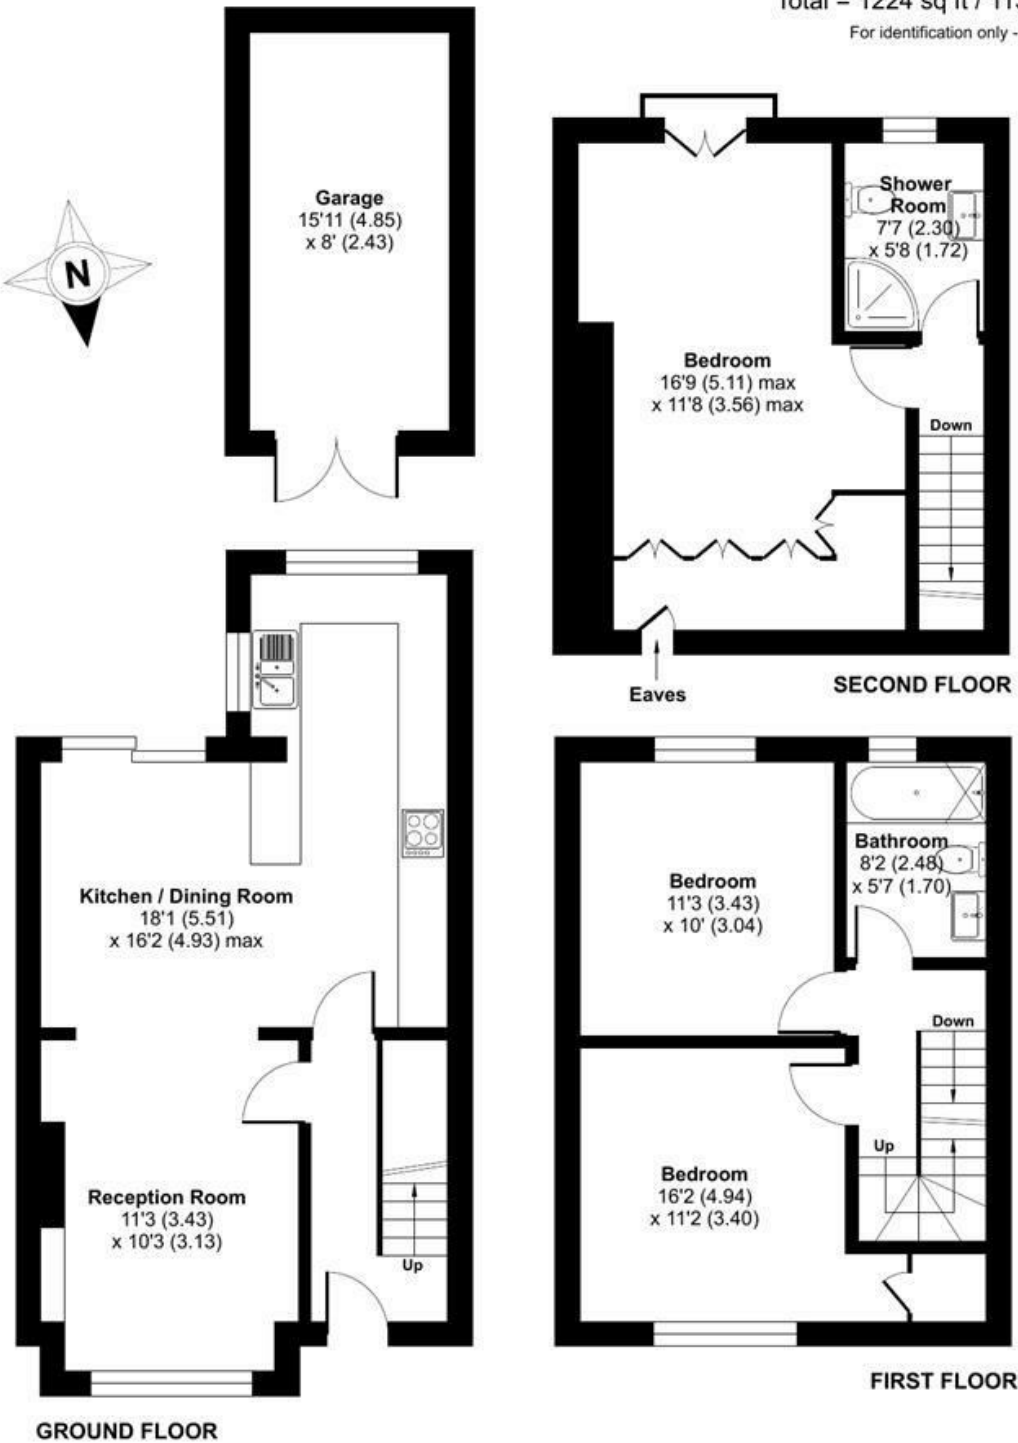 Total = 1224 sq ft /
For identification only -
Garage
15'11 (4.85)
x 8' (2.43)
N
Shower
Room
7'7 (2.30)
x 5'8 (1.72)
Bedroom
16'9 (5.11) max
x 11'8 (3.56) max
Down
Eaves
SECOND FLOOR
Kitchen / Dining Room
18'1 (5.51)
x 16'2 (4.93) max
Reception Room
11'3 (3.43)
x 10'3 (3.13)
Up
GROUND FLOOR
Bathroom
8'2 (2.48)
x 5'7 (1.70)
Bedroom
11'3 (3.43)
x 10' (3.04)
Down
Up
Bedroom
16'2 (4.94)
x 11'2 (3.40)
FIRST FLOOR